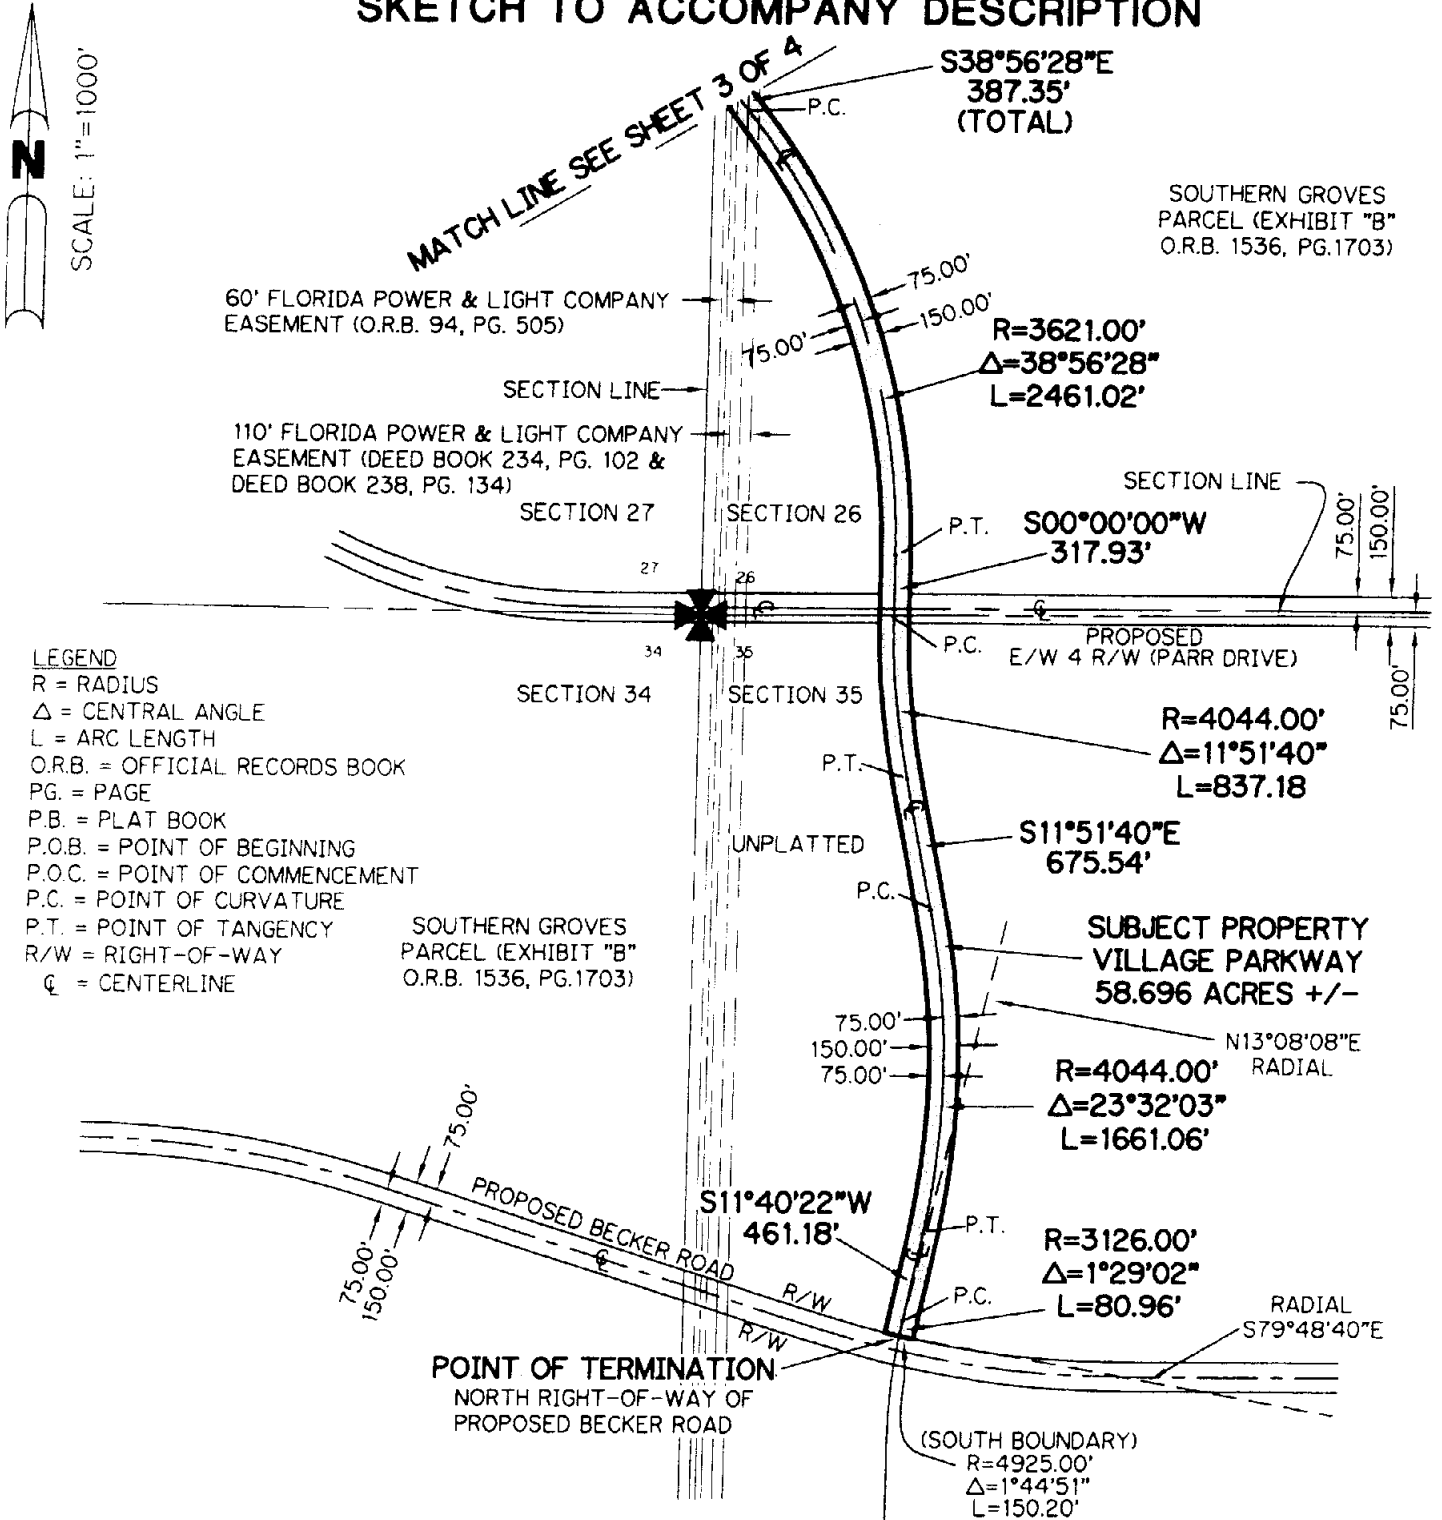 SKETCH TO ACCOMPANY DESCRIPTION
N
SCALE: 1"=1000'
MATCH LINE SEE SHEET 3 OF 4
S38°56'28"E
387.35'
(TOTAL)
P.C.
SOUTHERN GROVES
PARCEL (EXHIBIT "B"
O.R.B. 1536, PG.1703)
60' FLORIDA POWER & LIGHT COMPANY
EASEMENT (O.R.B. 94, PG. 505)
75.00'
150.00'
75.00'
R=3621.00'
Δ=38°56'28"
L=2461.02'
SECTION LINE
110' FLORIDA POWER & LIGHT COMPANY
EASEMENT (DEED BOOK 234, PG. 102 &
DEED BOOK 238, PG. 134)
SECTION 27
SECTION 26
SECTION LINE
P.T.
S00°00'00"W
317.93'
75.00'
150.00'
27
26
℄
℄
34
35
P.C.
PROPOSED
E/W 4 R/W (PARR DRIVE)
75.00'
SECTION 34
SECTION 35
LEGEND
R = RADIUS
Δ = CENTRAL ANGLE
L = ARC LENGTH
O.R.B. = OFFICIAL RECORDS BOOK
PG. = PAGE
P.B. = PLAT BOOK
P.O.B. = POINT OF BEGINNING
P.O.C. = POINT OF COMMENCEMENT
P.C. = POINT OF CURVATURE
P.T. = POINT OF TANGENCY
R/W = RIGHT-OF-WAY
℄ = CENTERLINE
R=4044.00'
Δ=11°51'40"
L=837.18
P.T.
UNPLATTED
S11°51'40"E
675.54'
P.C.
SOUTHERN GROVES
PARCEL (EXHIBIT "B"
O.R.B. 1536, PG.1703)
SUBJECT PROPERTY
VILLAGE PARKWAY
58.696 ACRES +/-
75.00'
150.00'
75.00'
N13°08'08"E
RADIAL
R=4044.00'
Δ=23°32'03"
L=1661.06'
75.00'
PROPOSED BECKER ROAD
℄
75.00'
150.00'
S11°40'22"W
461.18'
P.T.
R=3126.00'
Δ=1°29'02"
L=80.96'
P.C.
R/W
R/W
RADIAL
S79°48'40"E
POINT OF TERMINATION
NORTH RIGHT-OF-WAY OF
PROPOSED BECKER ROAD
(SOUTH BOUNDARY)
R=4925.00'
Δ=1°44'51"
L=150.20'